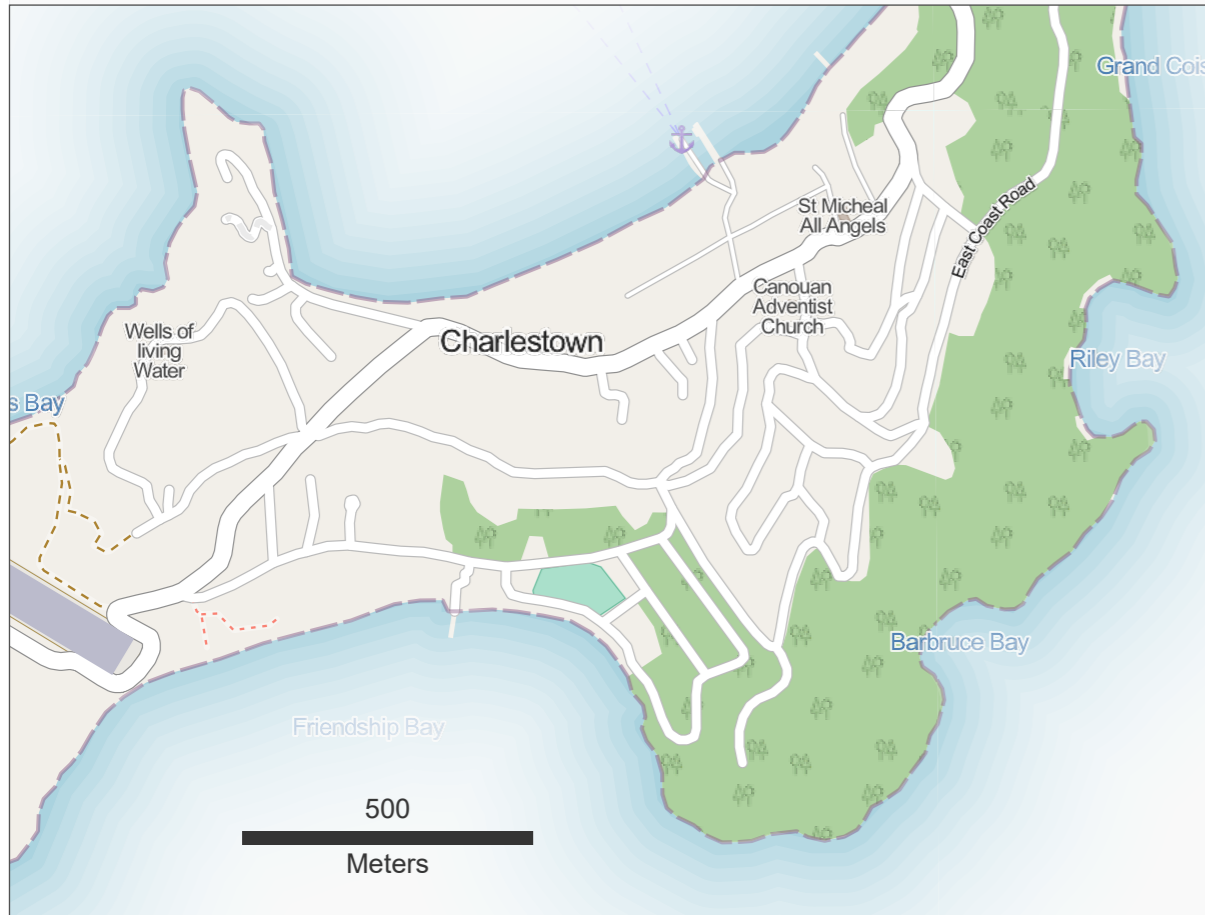 Grand Cois
St Micheal
All Angels
East Coast Road
Canouan
Adventist
Church
Wells of
living
Water
Charlestown
Riley Bay
s Bay
Barbruce Bay
Friendship Bay
500
Meters